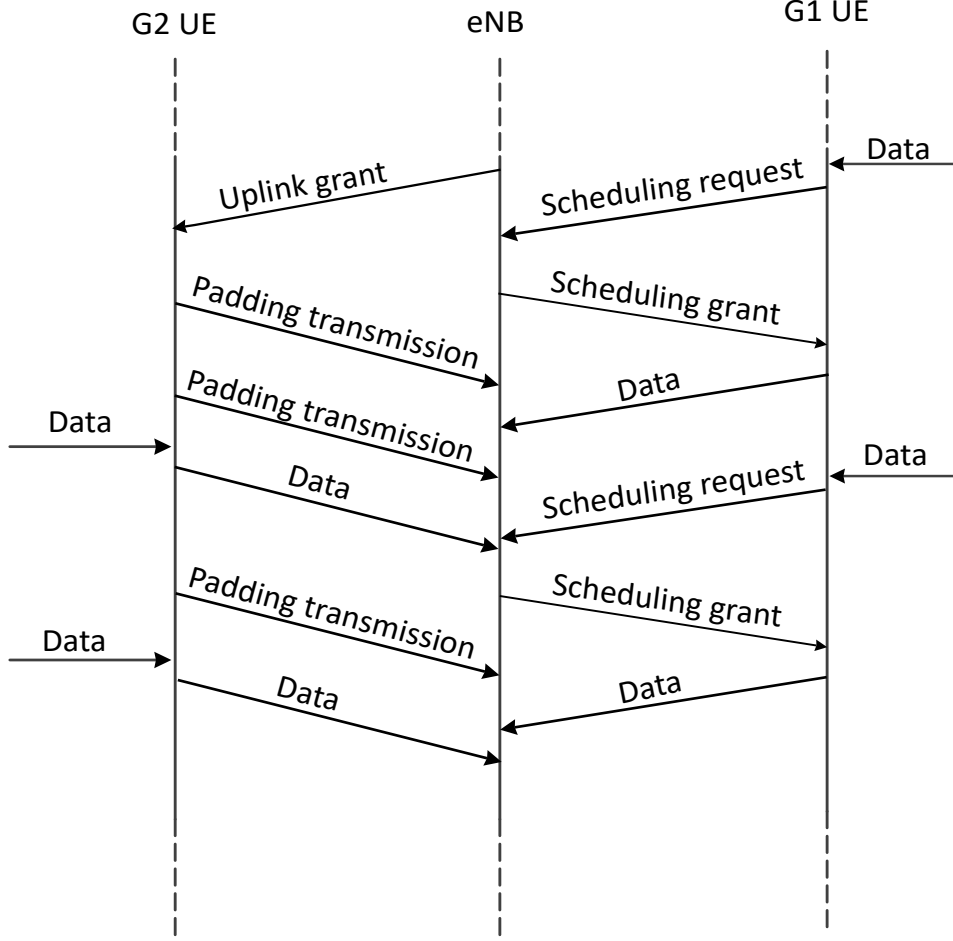 G2 UE
eNB
G1 UE
Data
Uplink grant
Scheduling request
Padding transmission
Scheduling grant
Padding transmission
Data
Data
Data
Data
Scheduling request
Padding transmission
Scheduling grant
Data
Data
Data